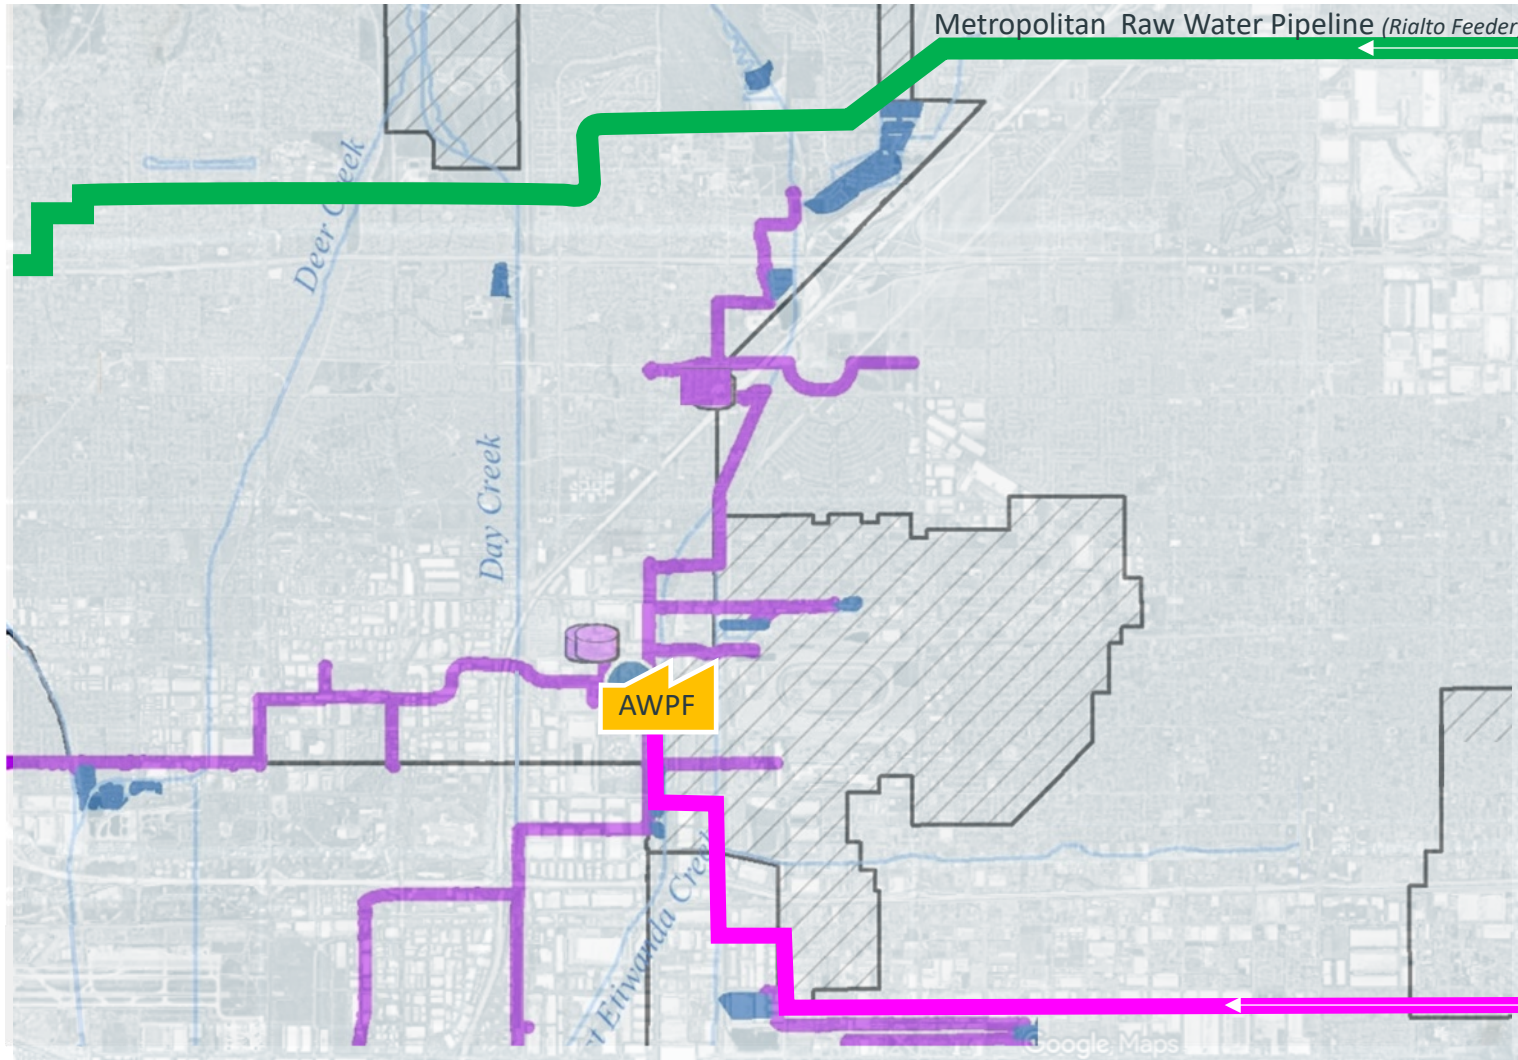 Metropolitan Raw Water Pipeline (Rialto Feeder
Deer Creek
Day Creek
AWPF
Etiwanda Creek
Google, Maps